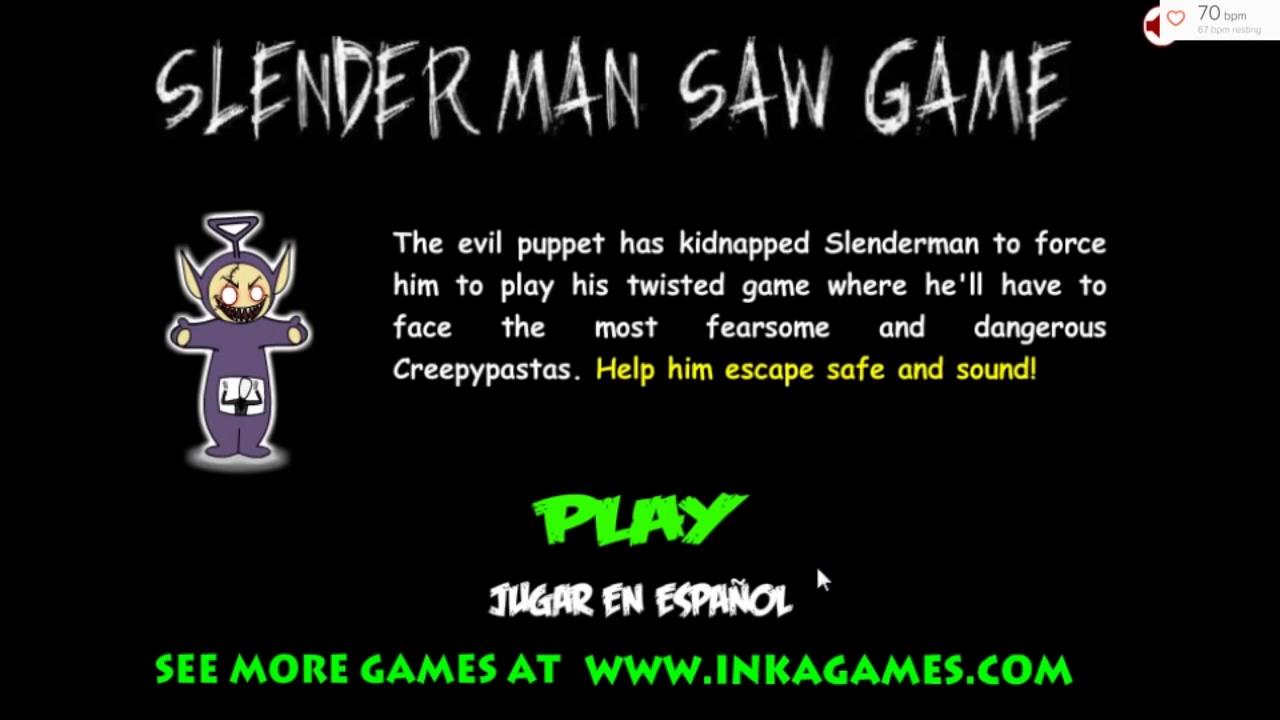 70 bpm
67 bpm resting
SLENDERMAN SAW GAME
The evil puppet has kidnapped Slenderman to force
him to play his twisted game where he'll have to
face the most fearsome and dangerous
Creepypastas. Help him escape safe and sound!
PLAY
JUGAR EN ESPAÑOL
SEE MORE GAMES AT WWW.INKAGAMES.COM